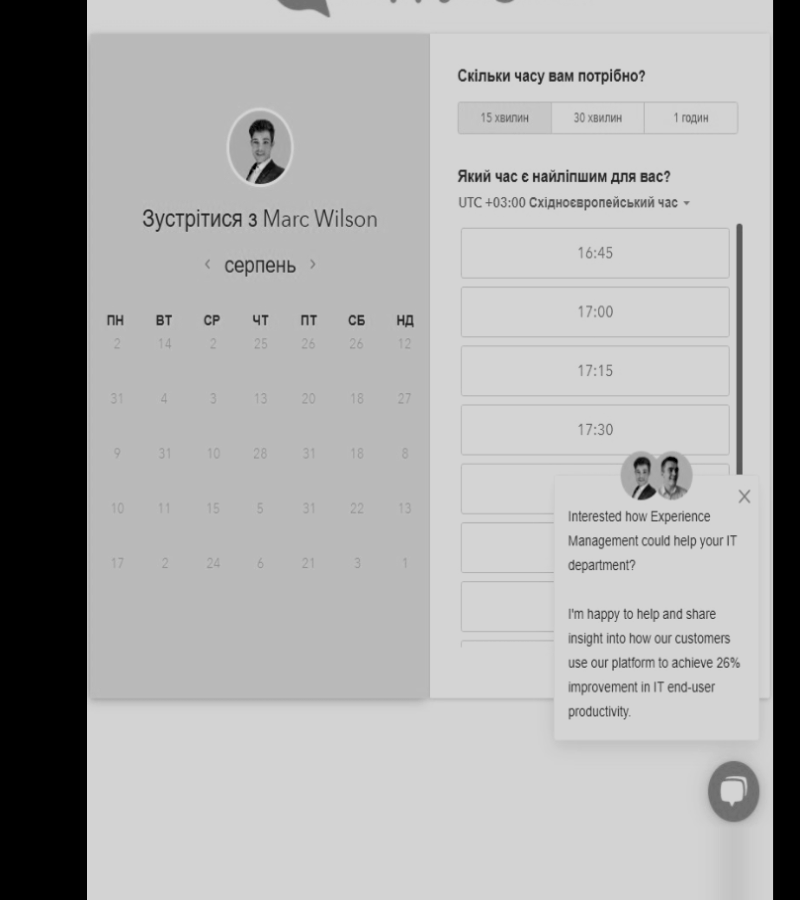 Зустрітися з Marc Wilson
‹ серпень ›
ПН ВТ СР ЧТ ПТ СБ НД
2 14 2 25 26 26 12
31 4 3 13 20 18 27
9 31 10 28 31 18 8
10 11 15 5 31 22 13
17 2 24 6 21 3 1
Скільки часу вам потрібно?
15 хвилин 30 хвилин 1 годин
Який час є найліпшим для вас?
UTC +03:00 Східноєвропейський час
16:45
17:00
17:15
17:30
Interested how Experience
Management could help your IT
department?
I'm happy to help and share
insight into how our customers
use our platform to achieve 26%
improvement in IT end-user
productivity.